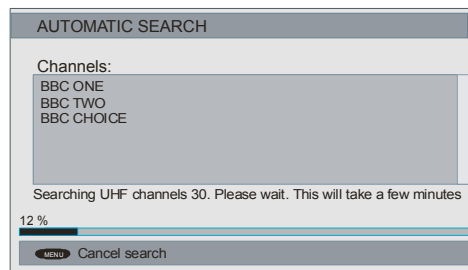 AUTOMATIC SEARCH
Channels:
BBC ONE
BBC TWO
BBC CHOICE
Searching UHF channels 30. Please wait. This will take a few minutes
12 %
MENU Cancel search